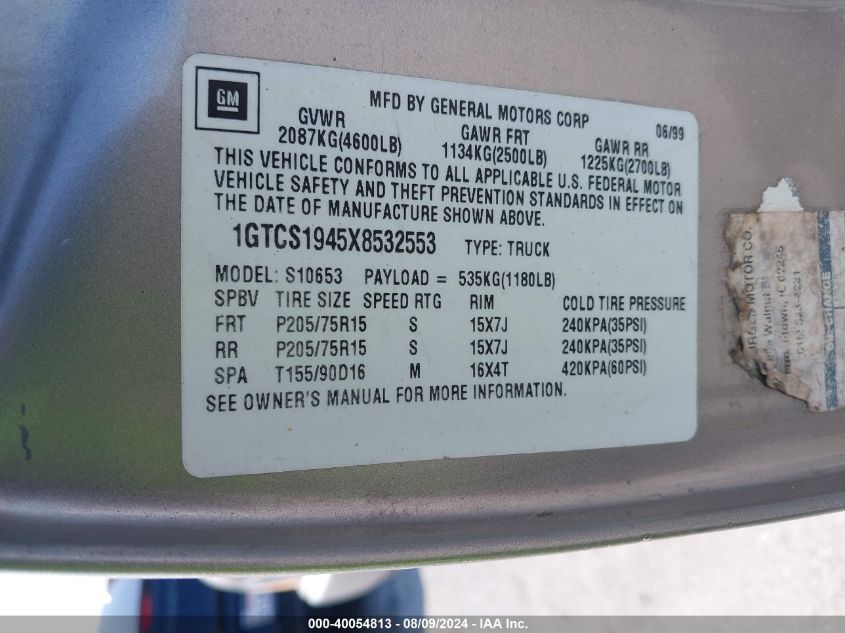 GM
MFD BY GENERAL MOTORS CORP 06/99
GVWR GAWR FRT GAWR RR
2087KG(4600LB) 1134KG(2500LB) 1225KG(2700LB)
THIS VEHICLE CONFORMS TO ALL APPLICABLE U.S. FEDERAL MOTOR
VEHICLE SAFETY AND THEFT PREVENTION STANDARDS IN EFFECT ON
THE DATE OF MANUFACTURE SHOWN ABOVE.
1GTCS1945X8532553 TYPE: TRUCK
MODEL: S10653 PAYLOAD = 535KG(1180LB)
SPBV TIRE SIZE SPEED RTG RIM COLD TIRE PRESSURE
FRT P205/75R15 S 15X7J 240KPA(35PSI)
RR P205/75R15 S 15X7J 240KPA(35PSI)
SPA T155/90D16 M 16X4T 420KPA(60PSI)
SEE OWNER'S MANUAL FOR MORE INFORMATION.
MOTOR CO.
Walnut
62245
000-40054813 - 08/09/2024 - IAA Inc.